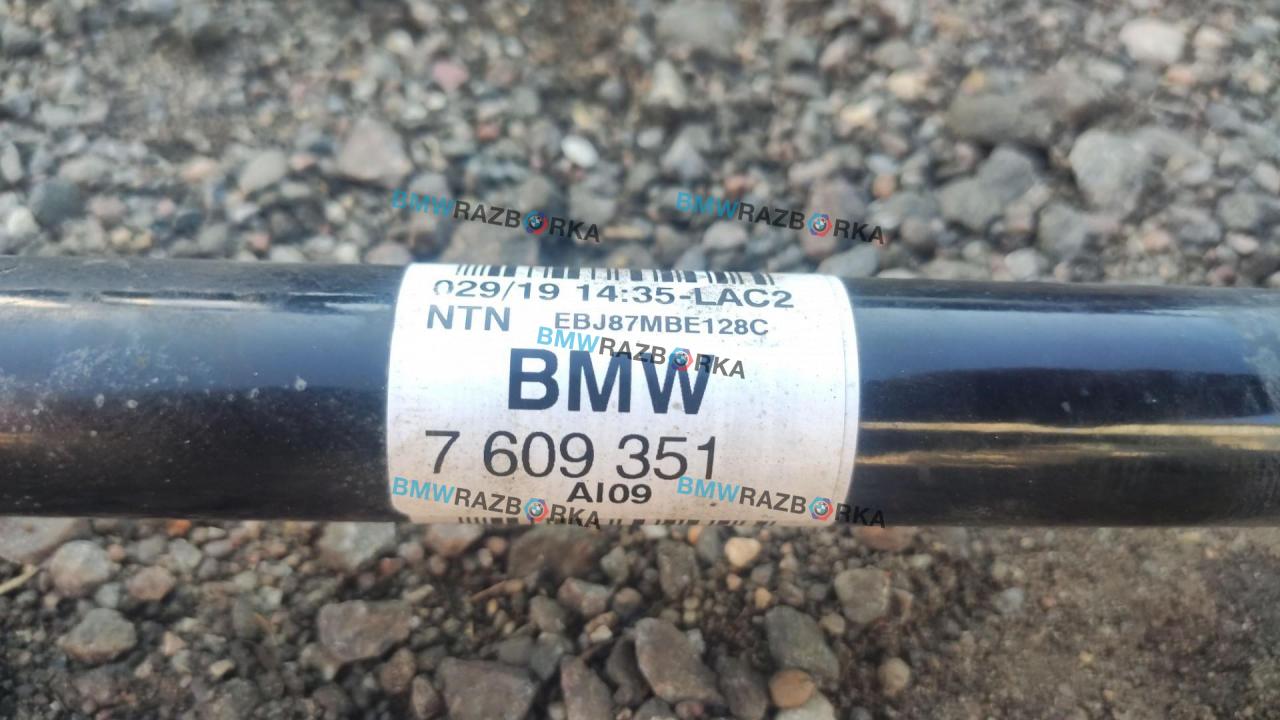 BMWRAZBORKA
BMWRAZBORKA
029/19 14:35-LAC2
NTN EBJ87MBE128C
BMWRAZBORKA
BMW
7 609 351
AI09
BMWRAZBORKA
BMWRAZBORKA